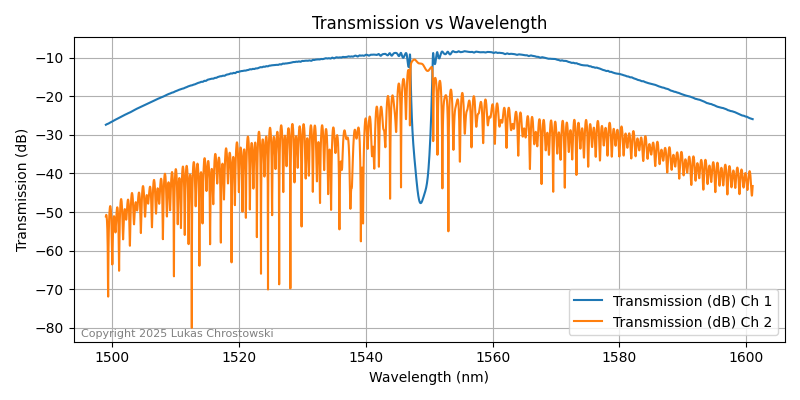 Transmission vs Wavelength
Transmission (dB)
−10
−20
−30
−40
−50
−60
−70
−80
Transmission (dB) Ch 1
Transmission (dB) Ch 2
Copyright 2025 Lukas Chrostowski
1500
1520
1540
1560
1580
1600
Wavelength (nm)